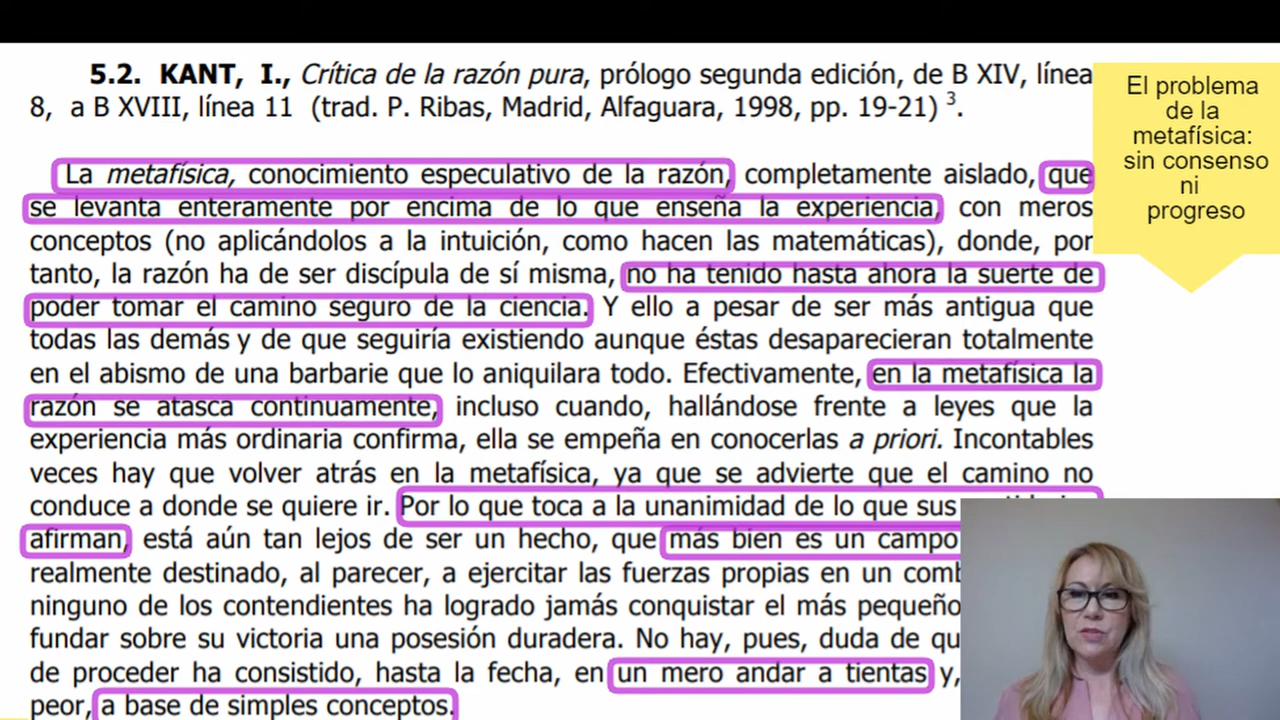 5.2. KANT, I., Crítica de la razón pura, prólogo segunda edición, de B XIV, línea
8, a B XVIII, línea 11 (trad. P. Ribas, Madrid, Alfaguara, 1998, pp. 19-21) 3.
La metafísica, conocimiento especulativo de la razón, completamente aislado, que
se levanta enteramente por encima de lo que enseña la experiencia, con meros
conceptos (no aplicándolos a la intuición, como hacen las matemáticas), donde, por
tanto, la razón ha de ser discípula de sí misma, no ha tenido hasta ahora la suerte de
poder tomar el camino seguro de la ciencia. Y ello a pesar de ser más antigua que
todas las demás y de que seguiría existiendo aunque éstas desaparecieran totalmente
en el abismo de una barbarie que lo aniquilara todo. Efectivamente, en la metafísica la
razón se atasca continuamente, incluso cuando, hallándose frente a leyes que la
experiencia más ordinaria confirma, ella se empeña en conocerlas a priori. Incontables
veces hay que volver atrás en la metafísica, ya que se advierte que el camino no
conduce a donde se quiere ir. Por lo que toca a la unanimidad de lo que sus
afirman, está aún tan lejos de ser un hecho, que más bien es un campo
realmente destinado, al parecer, a ejercitar las fuerzas propias en un comb
ninguno de los contendientes ha logrado jamás conquistar el más pequeño
fundar sobre su victoria una posesión duradera. No hay, pues, duda de qu
de proceder ha consistido, hasta la fecha, en un mero andar a tientas y,
peor, a base de simples conceptos.
El problema
de la
metafísica:
sin consenso
ni
progreso